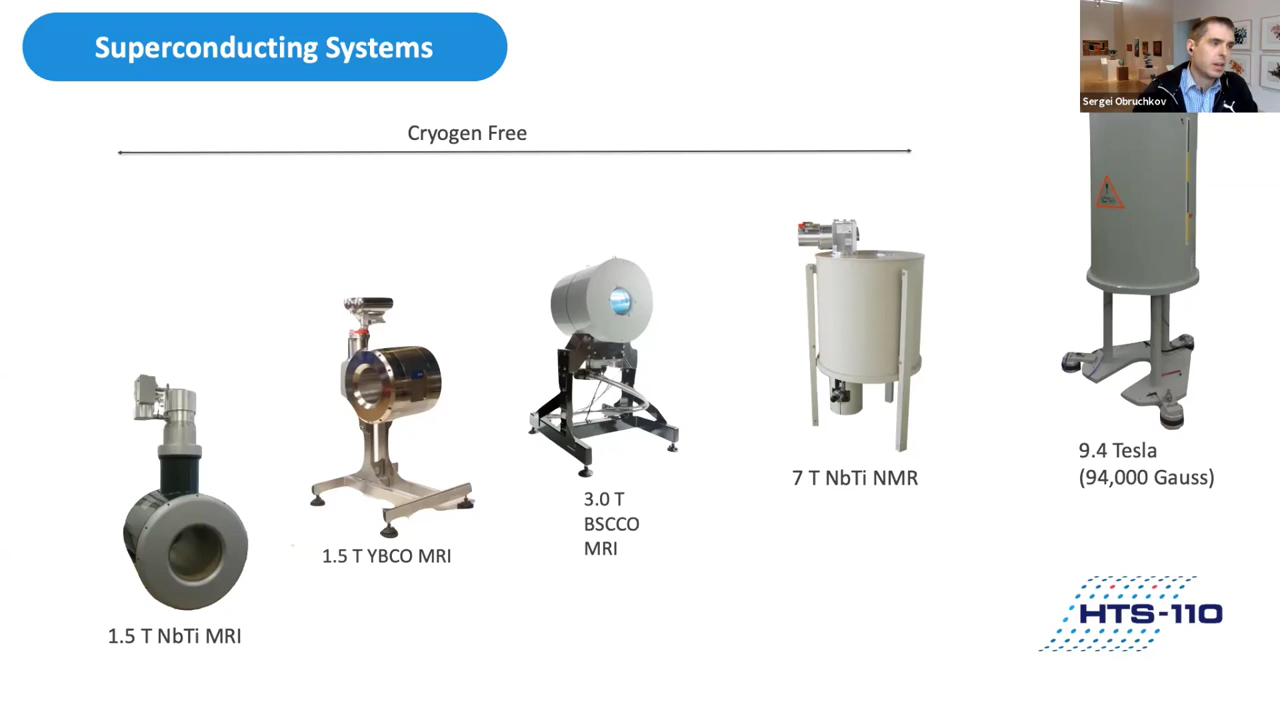 Superconducting Systems
Sergei Obruchkov
Cryogen Free
9.4 Tesla
(94,000 Gauss)
7 T NbTi NMR
3.0 T
BSCCO
MRI
1.5 T YBCO MRI
1.5 T NbTi MRI
HTS-110